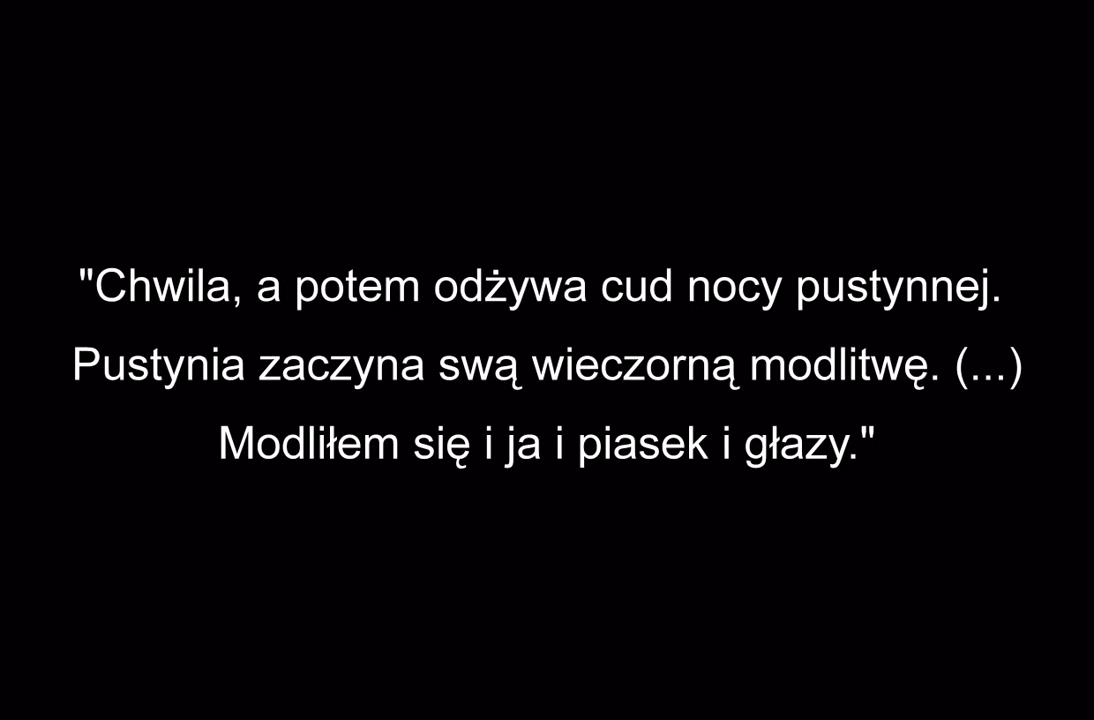 "Chwila, a potem odżywa cud nocy pustynnej.
Pustynia zaczyna swą wieczorną modlitwę. (...)
Modliłem się i ja i piasek i głazy."